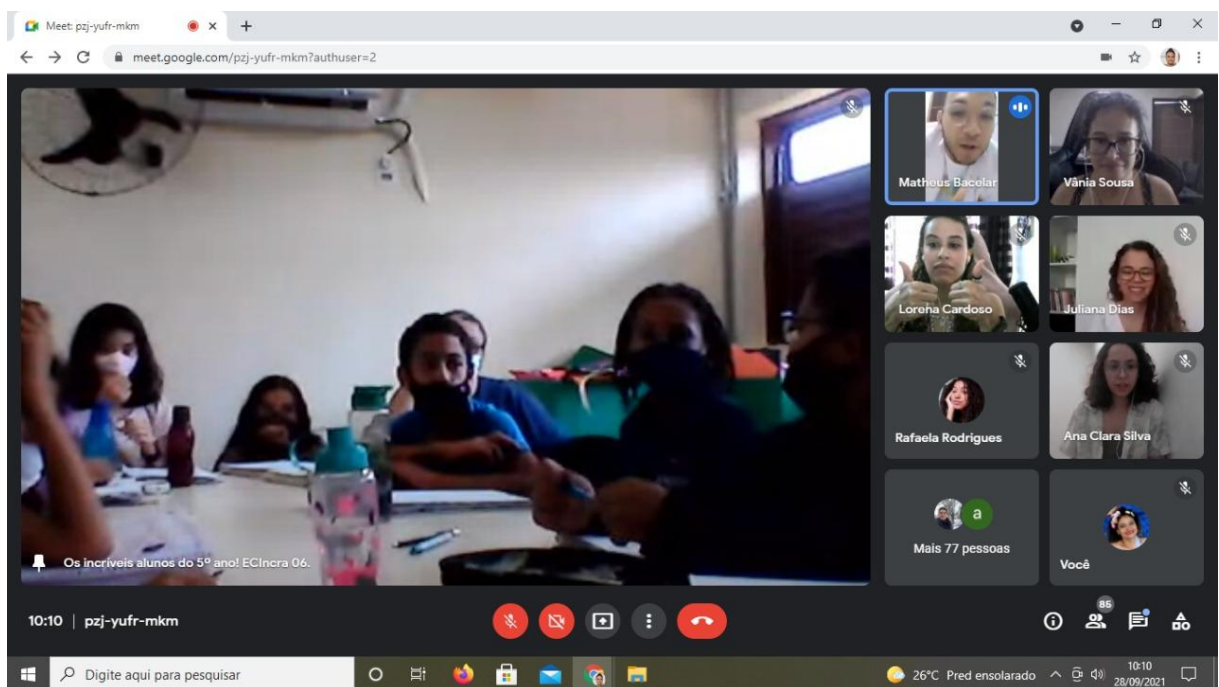 Meet: pzj-yufr-mkm
meet.google.com/pzj-yufr-mkm?authuser=2
Matheus Bacelar
Vânia Sousa
Lorena Cardoso
Juliana Dias
Rafaela Rodrigues
Ana Clara Silva
a
Mais 77 pessoas
Você
Os incríveis alunos do 5º ano! ECIncra 06.
10:10 | pzj-yufr-mkm
85
Digite aqui para pesquisar
26°C Pred ensolarado
10:10
28/09/2021